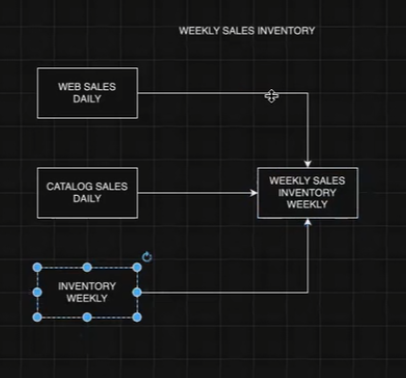 WEEKLY SALES INVENTORY
WEB SALES
DAILY
CATALOG SALES
DAILY
WEEKLY SALES
INVENTORY
WEEKLY
INVENTORY
WEEKLY